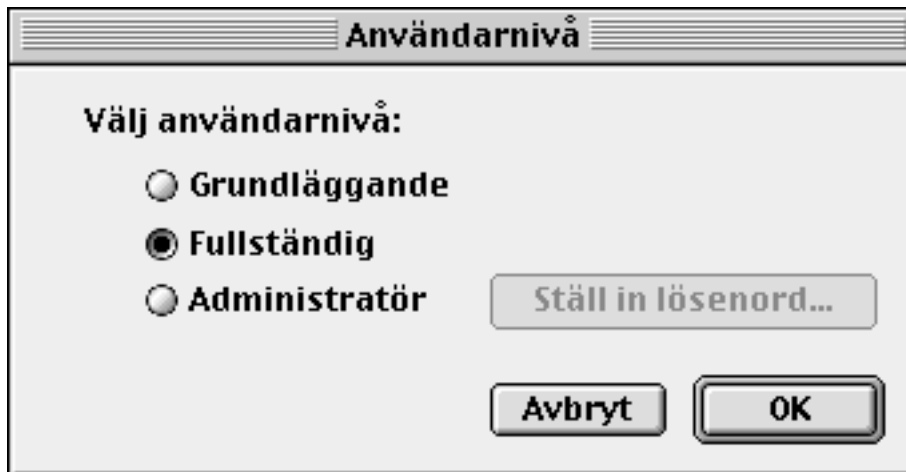 Användarnivå
Välj användarnivå:
Grundläggande
Fullständig
Administratör Ställ in lösenord...
Avbryt OK